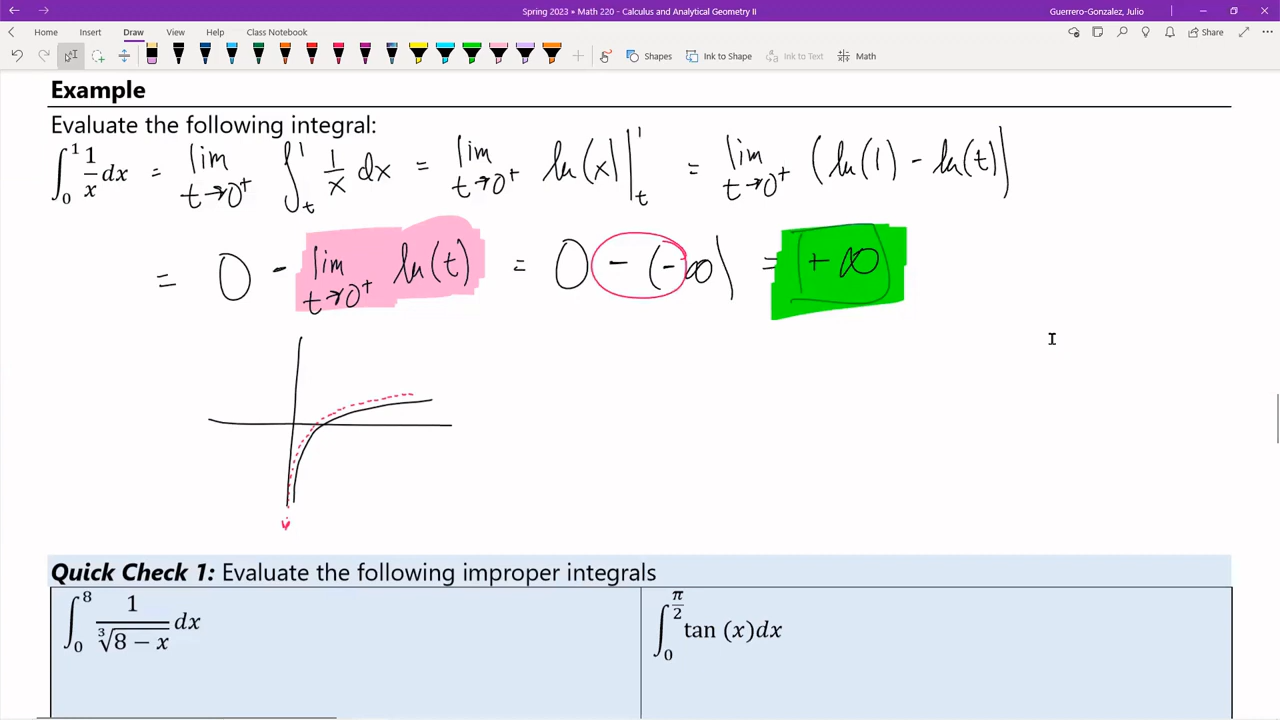 Spring 2023 • Math 220 - Calculus and Analytical Geometry II
Guerrero-Gonzalez, Julio
Home Insert Draw View Help Class Notebook
Share
Shapes Ink to Shape Ink to Text Math
Example
Evaluate the following integral:
∫₀¹ 1/x dx = lim t→0⁺ ∫ₜ¹ 1/x dx = lim t→0⁺ ln(x)|ₜ¹ = lim t→0⁺ (ln(1) - ln(t))
= 0 - lim t→0⁺ ln(t) = 0 - (-∞) = +∞
Quick Check 1: Evaluate the following improper integrals
∫₀⁸ 1/∛(8 − x) dx ∫₀^(π/2) tan (x)dx